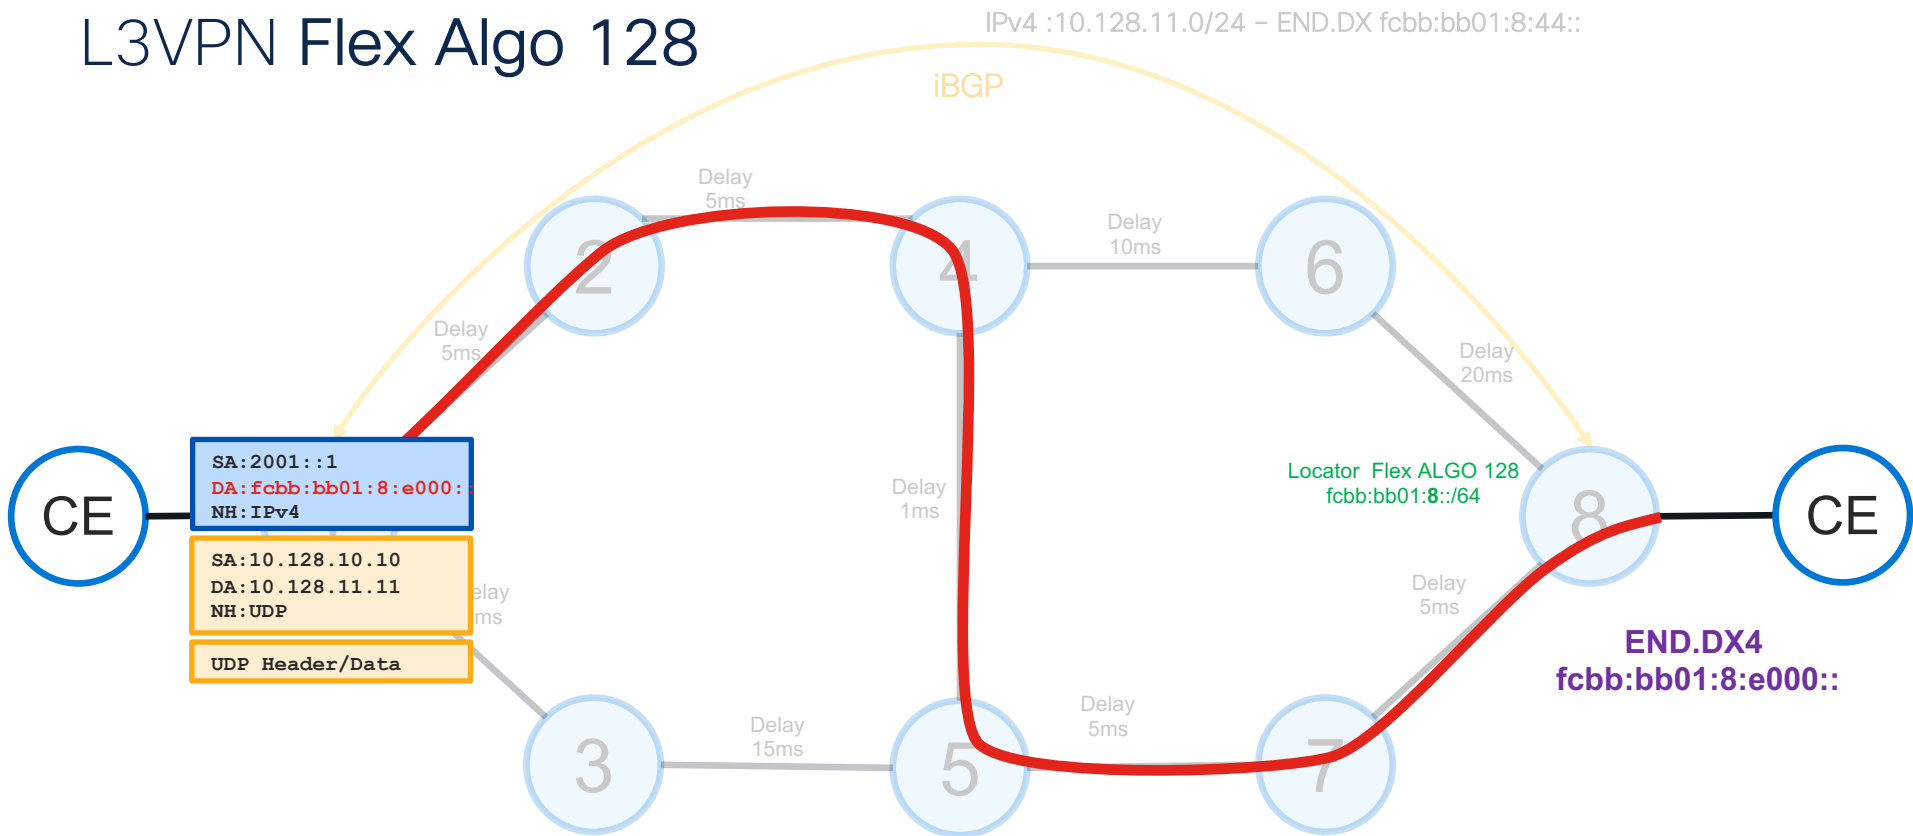 L3VPN Flex Algo 128
IPv4 :10.128.11.0/24 – END.DX fcbb:bb01:8:44::
iBGP
Delay
5ms
2
4
Delay
10ms
6
Delay
5ms
Delay
20ms
CE
SA:2001::1
DA:fcbb:bb01:8:e000::
NH:IPv4
SA:10.128.10.10
DA:10.128.11.11
NH:UDP
UDP Header/Data
elay
ms
Delay
1ms
Locator Flex ALGO 128
fcbb:bb01:8::/64
8
CE
Delay
5ms
END.DX4
fcbb:bb01:8:e000::
3
Delay
15ms
5
Delay
5ms
7